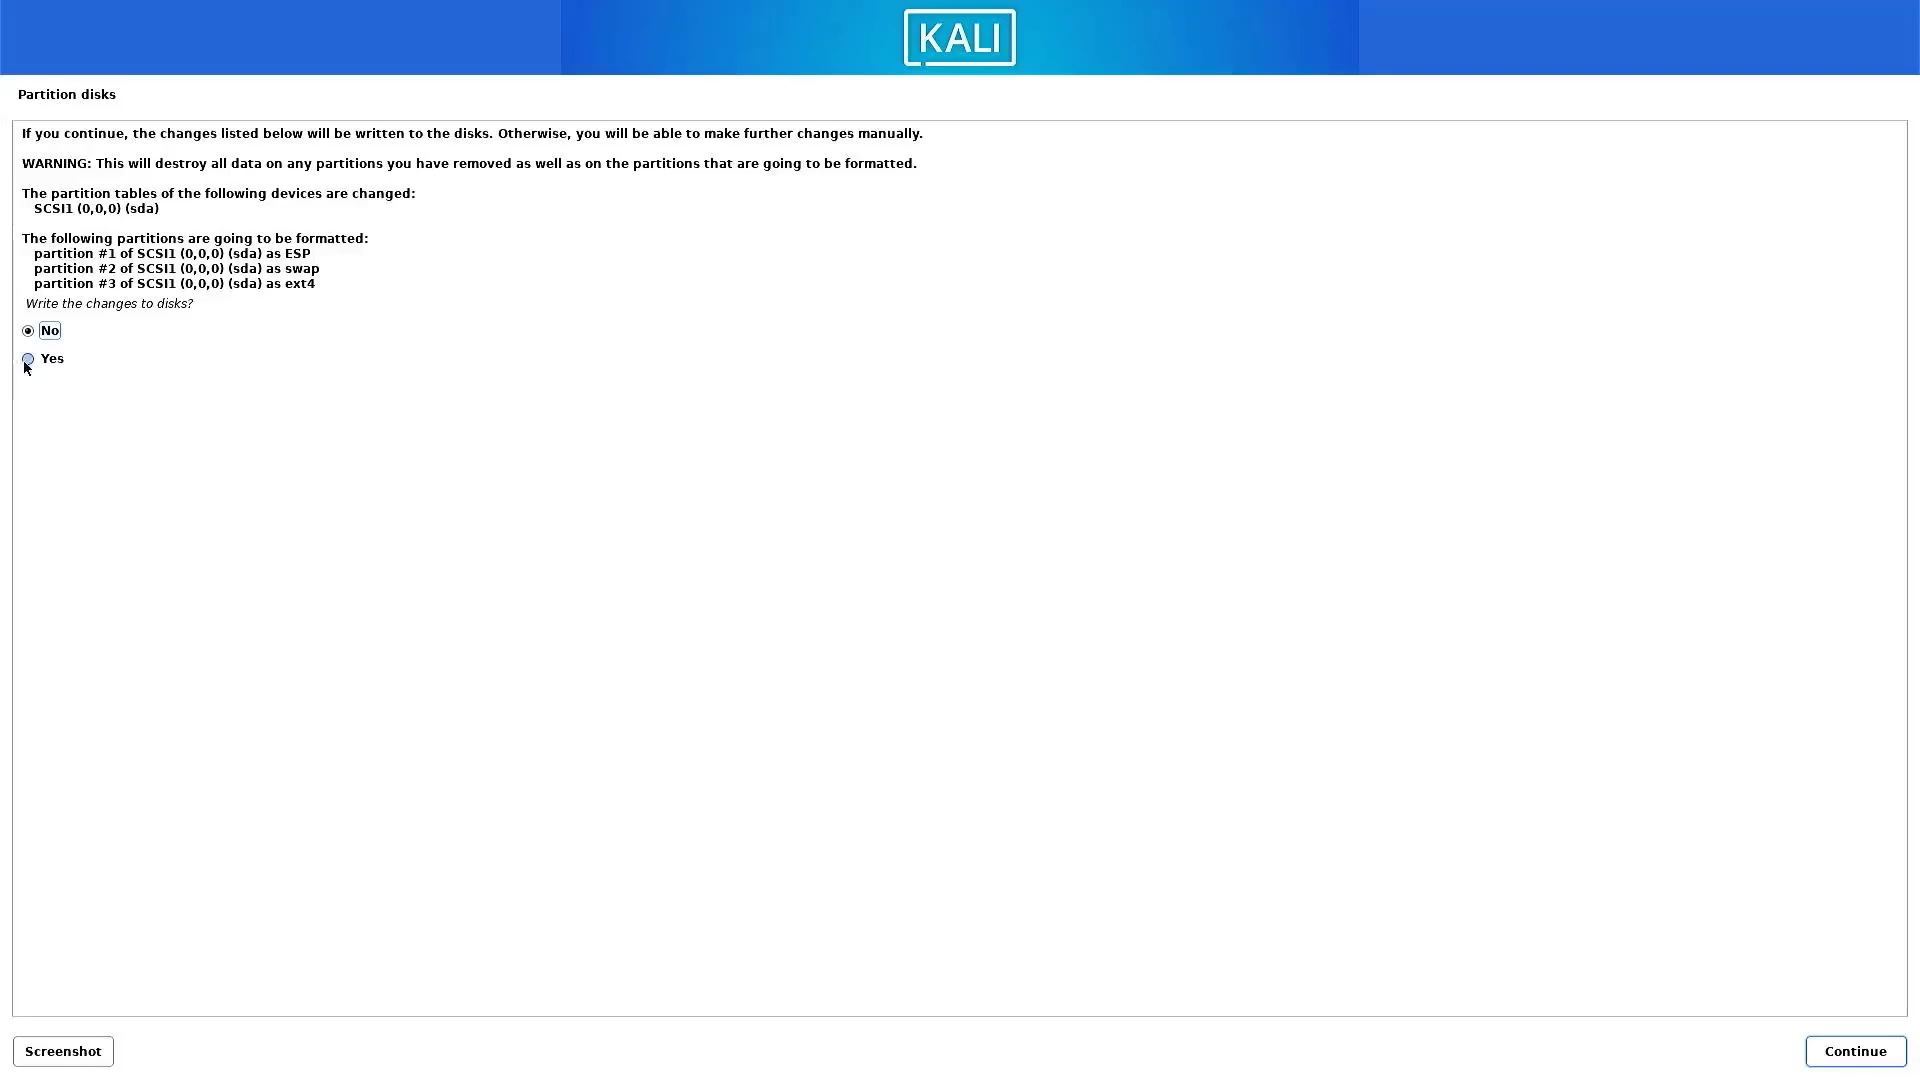 KALI
Partition disks
If you continue, the changes listed below will be written to the disks. Otherwise, you will be able to make further changes manually.
WARNING: This will destroy all data on any partitions you have removed as well as on the partitions that are going to be formatted.
The partition tables of the following devices are changed:
SCSI1 (0,0,0) (sda)
The following partitions are going to be formatted:
partition #1 of SCSI1 (0,0,0) (sda) as ESP
partition #2 of SCSI1 (0,0,0) (sda) as swap
partition #3 of SCSI1 (0,0,0) (sda) as ext4
Write the changes to disks?
No
Yes
Screenshot
Continue